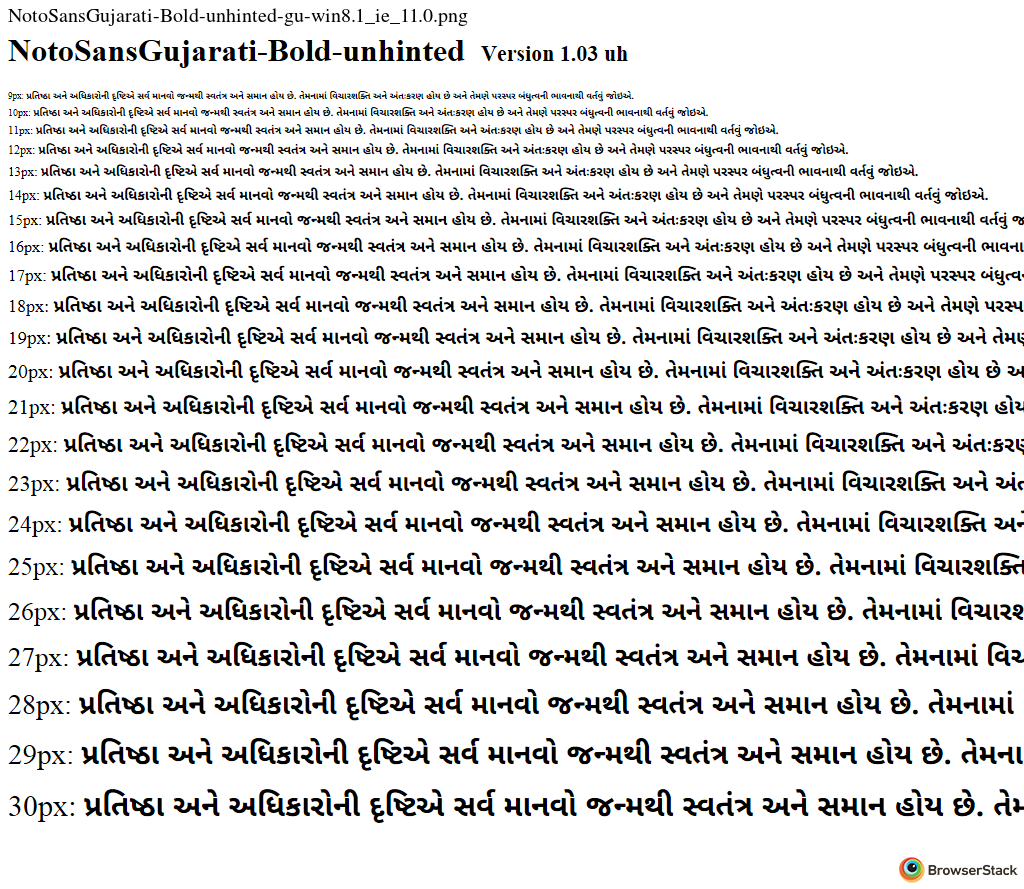 NotoSansGujarati-Bold-unhinted-gu-win8.1_ie_11.0.png
NotoSansGujarati-Bold-unhinted Version 1.03 uh
9px: પ્રતિષ્ઠા અને અધિકારોની દૃષ્ટિએ સર્વ માનવો જન્મથી સ્વતંત્ર અને સમાન હોય છે. તેમનામાં વિચારશક્તિ અને અંતઃકરણ હોય છે અને તેમણે પરસ્પર બંધુત્વની ભાવનાથી વર્તવું જોઇએ.
10px: પ્રતિષ્ઠા અને અધિકારોની દૃષ્ટિએ સર્વ માનવો જન્મથી સ્વતંત્ર અને સમાન હોય છે. તેમનામાં વિચારશક્તિ અને અંતઃકરણ હોય છે અને તેમણે પરસ્પર બંધુત્વની ભાવનાથી વર્તવું જોઇએ.
11px: પ્રતિષ્ઠા અને અધિકારોની દૃષ્ટિએ સર્વ માનવો જન્મથી સ્વતંત્ર અને સમાન હોય છે. તેમનામાં વિચારશક્તિ અને અંતઃકરણ હોય છે અને તેમણે પરસ્પર બંધુત્વની ભાવનાથી વર્તવું જોઇએ.
12px: પ્રતિષ્ઠા અને અધિકારોની દૃષ્ટિએ સર્વ માનવો જન્મથી સ્વતંત્ર અને સમાન હોય છે. તેમનામાં વિચારશક્તિ અને અંતઃકરણ હોય છે અને તેમણે પરસ્પર બંધુત્વની ભાવનાથી વર્તવું જોઇએ.
13px: પ્રતિષ્ઠા અને અધિકારોની દૃષ્ટિએ સર્વ માનવો જન્મથી સ્વતંત્ર અને સમાન હોય છે. તેમનામાં વિચારશક્તિ અને અંતઃકરણ હોય છે અને તેમણે પરસ્પર બંધુત્વની ભાવનાથી વર્તવું જોઇએ.
14px: પ્રતિષ્ઠા અને અધિકારોની દૃષ્ટિએ સર્વ માનવો જન્મથી સ્વતંત્ર અને સમાન હોય છે. તેમનામાં વિચારશક્તિ અને અંતઃકરણ હોય છે અને તેમણે પરસ્પર બંધુત્વની ભાવનાથી વર્તવું જોઇએ.
15px: પ્રતિષ્ઠા અને અધિકારોની દૃષ્ટિએ સર્વ માનવો જન્મથી સ્વતંત્ર અને સમાન હોય છે. તેમનામાં વિચારશક્તિ અને અંતઃકરણ હોય છે અને તેમણે પરસ્પર બંધુત્વની ભાવનાથી વર્તવું
16px: પ્રતિષ્ઠા અને અધિકારોની દૃષ્ટિએ સર્વ માનવો જન્મથી સ્વતંત્ર અને સમાન હોય છે. તેમનામાં વિચારશક્તિ અને અંતઃકરણ હોય છે અને તેમણે પરસ્પર બંધુત્વની ભાવના
17px: પ્રતિષ્ઠા અને અધિકારોની દૃષ્ટિએ સર્વ માનવો જન્મથી સ્વતંત્ર અને સમાન હોય છે. તેમનામાં વિચારશક્તિ અને અંતઃકરણ હોય છે અને તેમણે પરસ્પર
18px: પ્રતિષ્ઠા અને અધિકારોની દૃષ્ટિએ સર્વ માનવો જન્મથી સ્વતંત્ર અને સમાન હોય છે. તેમનામાં વિચારશક્તિ અને અંતઃકરણ હોય છે અને તેમણે
19px: પ્રતિષ્ઠા અને અધિકારોની દૃષ્ટિએ સર્વ માનવો જન્મથી સ્વતંત્ર અને સમાન હોય છે. તેમનામાં વિચારશક્તિ અને અંતઃકરણ હોય છે અને
20px: પ્રતિષ્ઠા અને અધિકારોની દૃષ્ટિએ સર્વ માનવો જન્મથી સ્વતંત્ર અને સમાન હોય છે. તેમનામાં વિચારશક્તિ અને અંતઃકરણ હોય છે
21px: પ્રતિષ્ઠા અને અધિકારોની દૃષ્ટિએ સર્વ માનવો જન્મથી સ્વતંત્ર અને સમાન હોય છે. તેમનામાં વિચારશક્તિ અને અંતઃકરણ હોય
22px: પ્રતિષ્ઠા અને અધિકારોની દૃષ્ટિએ સર્વ માનવો જન્મથી સ્વતંત્ર અને સમાન હોય છે. તેમનામાં વિચારશક્તિ અને
23px: પ્રતિષ્ઠા અને અધિકારોની દૃષ્ટિએ સર્વ માનવો જન્મથી સ્વતંત્ર અને સમાન હોય છે. તેમનામાં વિચારશક્તિ અને
24px: પ્રતિષ્ઠા અને અધિકારોની દૃષ્ટિએ સર્વ માનવો જન્મથી સ્વતંત્ર અને સમાન હોય છે. તેમનામાં વિચારશક્તિ
25px: પ્રતિષ્ઠા અને અધિકારોની દૃષ્ટિએ સર્વ માનવો જન્મથી સ્વતંત્ર અને સમાન હોય છે. તેમનામાં વિચારશક્તિ
26px: પ્રતિષ્ઠા અને અધિકારોની દૃષ્ટિએ સર્વ માનવો જન્મથી સ્વતંત્ર અને સમાન હોય છે. તેમનામાં વિચારશ
27px: પ્રતિષ્ઠા અને અધિકારોની દૃષ્ટિએ સર્વ માનવો જન્મથી સ્વતંત્ર અને સમાન હોય છે. તેમનામાં
28px: પ્રતિષ્ઠા અને અધિકારોની દૃષ્ટિએ સર્વ માનવો જન્મથી સ્વતંત્ર અને સમાન હોય છે. તેમનામાં
29px: પ્રતિષ્ઠા અને અધિકારોની દૃષ્ટિએ સર્વ માનવો જન્મથી સ્વતંત્ર અને સમાન હોય છે. તેમના
30px: પ્રતિષ્ઠા અને અધિકારોની દૃષ્ટિએ સર્વ માનવો જન્મથી સ્વતંત્ર અને સમાન હોય છે.
BrowserStack